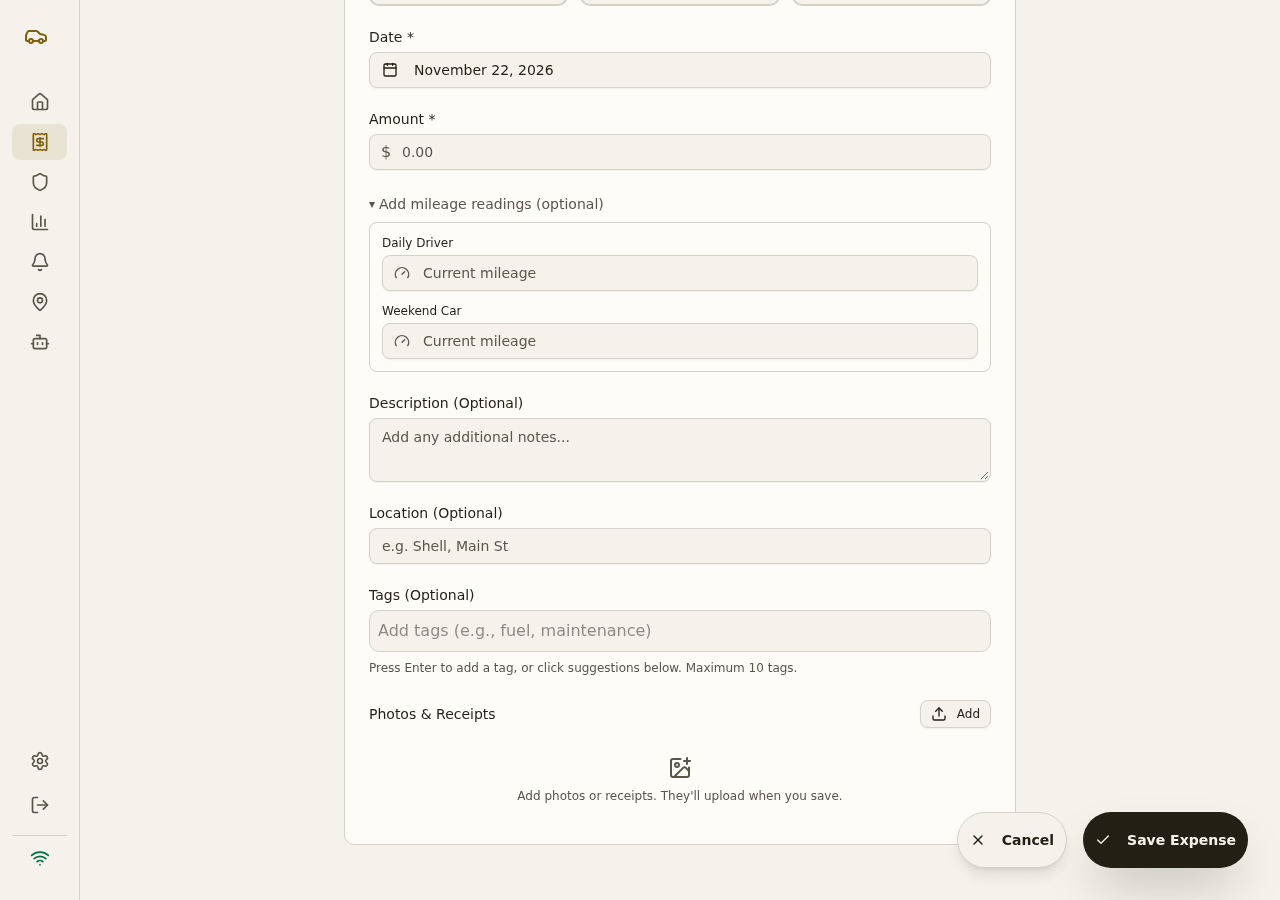 Date *
November 22, 2026
Amount *
$ 0.00
▾ Add mileage readings (optional)
Daily Driver
Current mileage
Weekend Car
Current mileage
Description (Optional)
Add any additional notes...
Location (Optional)
e.g. Shell, Main St
Tags (Optional)
Add tags (e.g., fuel, maintenance)
Press Enter to add a tag, or click suggestions below. Maximum 10 tags.
Photos & Receipts
Add
Add photos or receipts. They'll upload when you save.
Cancel
Save Expense